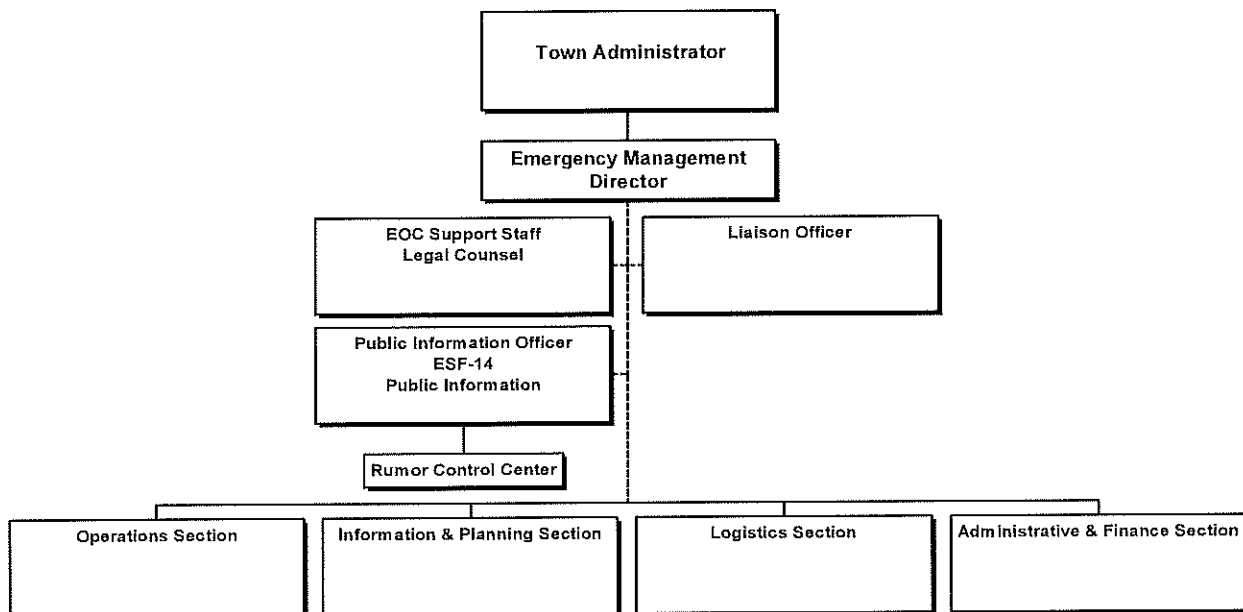 Town Administrator
Emergency Management
Director
EOC Support Staff
Legal Counsel
Liaison Officer
Public Information Officer
ESF-14
Public Information
Rumor Control Center
Operations Section
Information & Planning Section
Logistics Section
Administrative & Finance Section